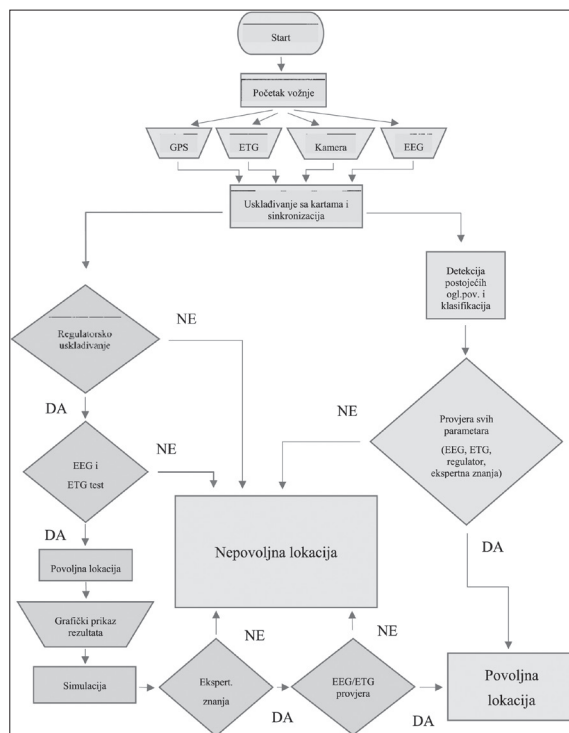 Start
Početak vožnje
GPS
ETG
Kamera
EEG
Usklađivanje sa kartama i
sinkronizacija
Detekcija
postojećih
ogl.pov. i
klasifikacija
Regulatorsko
usklađivanje
NE
DA
NE
Provjera svih
parametara
(EEG, ETG,
regulator,
ekspertna znanja)
EEG i
ETG test
NE
DA
DA
Nepovoljna lokacija
Povoljna lokacija
Grafički prikaz
rezultata
Simulacija
NE
NE
Ekspert.
znanja
EEG/ETG
provjera
DA
DA
Povoljna
lokacija